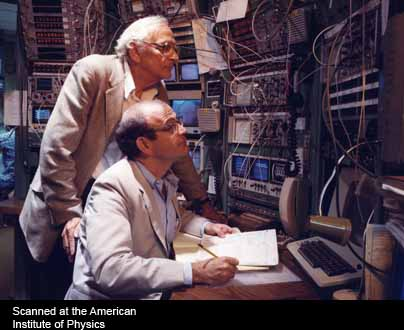 Scanned at the American
Institute of Physics